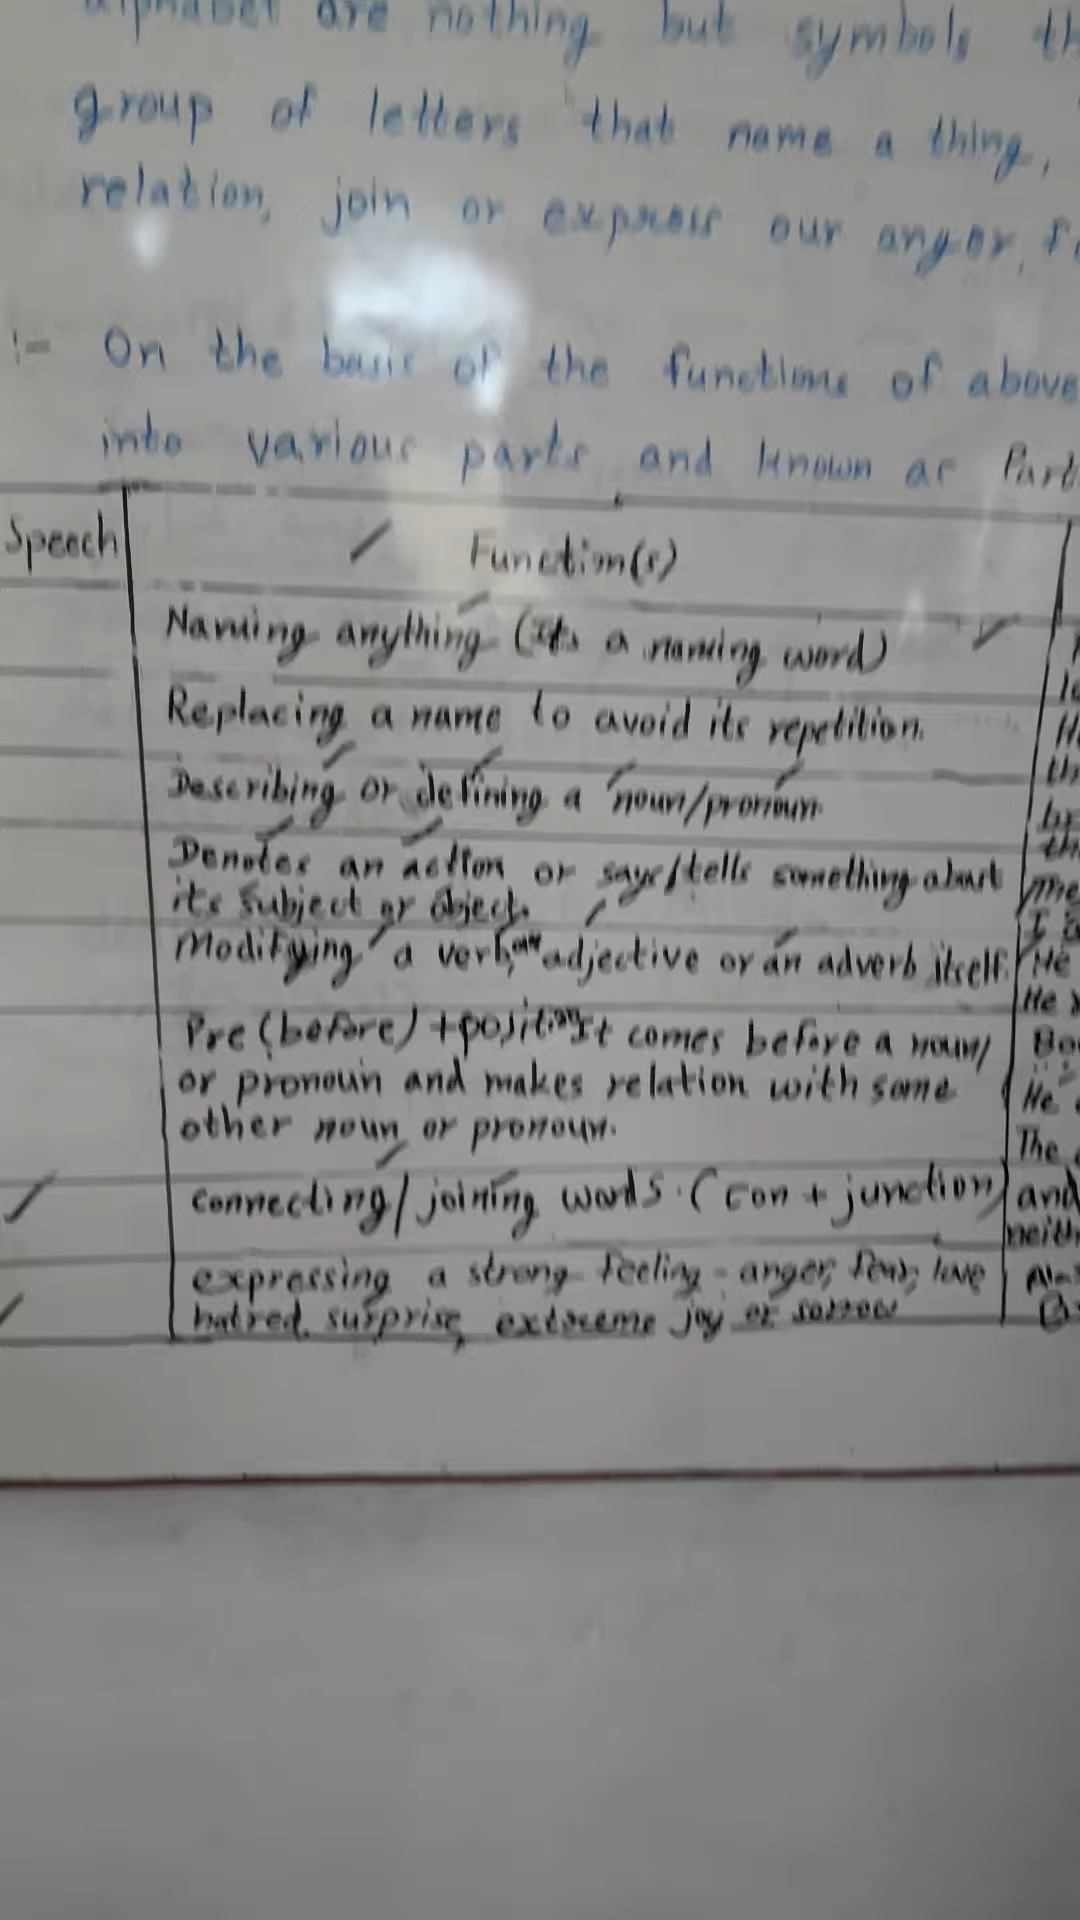 alphabet are nothing but symbols
group of letters that name a thing,
relation, join or express our anger,
:- On the basis of the functions of above
into various parts and known as Part
Speech
Function(s)
Naming anything (Its a naming word)
Replacing a name to avoid its repetition.
Describing or defining a noun/pronoun.
Denotes an action or says/tells something about
its subject or object.
Modifying a verb, an adjective or an adverb itself.
Pre (before) + position It comes before a noun/
or pronoun and makes relation with some
other noun or pronoun.
connecting/joining words. (con + junction)
expressing a strong feeling - anger, fear, love
hatred, surprise, extreme joy or sorrow
He
I
He
He
He
The
and